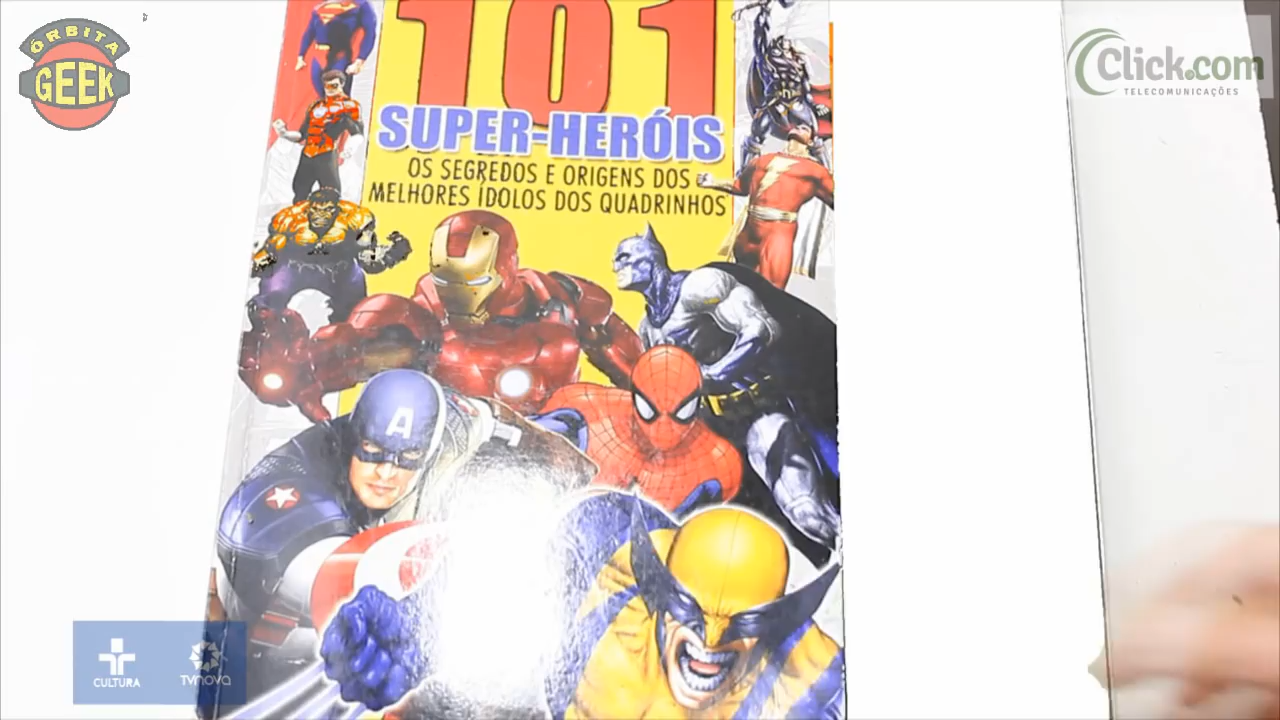 ÓRBITA
GEEK
Click.com
TELECOMUNICAÇÕES
101
SUPER-HERÓIS
OS SEGREDOS E ORIGENS DOS
MELHORES ÍDOLOS DOS QUADRINHOS
A
CULTURA
TVNOVA